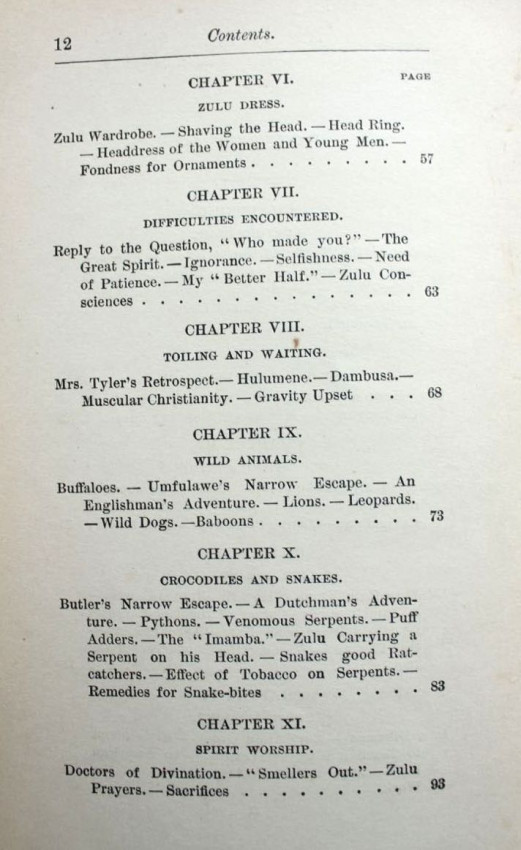 12
Contents.
CHAPTER VI.
PAGE
ZULU DRESS.
Zulu Wardrobe. — Shaving the Head. — Head Ring.
— Headdress of the Women and Young Men. —
Fondness for Ornaments . . . . . . . . . 57
CHAPTER VII.
DIFFICULTIES ENCOUNTERED.
Reply to the Question, “Who made you?” — The
Great Spirit. — Ignorance. — Selfishness. — Need
of Patience. — My “Better Half.” — Zulu Con-
sciences . . . . . . . . . . . . . . . 63
CHAPTER VIII.
TOILING AND WAITING.
Mrs. Tyler's Retrospect. — Hulumene. — Dambusa. —
Muscular Christianity. — Gravity Upset . . . 68
CHAPTER IX.
WILD ANIMALS.
Buffaloes. — Umfulawe's Narrow Escape. — An
Englishman's Adventure. — Lions. — Leopards.
— Wild Dogs. — Baboons . . . . . . . . . 73
CHAPTER X.
CROCODILES AND SNAKES.
Butler's Narrow Escape. — A Dutchman's Adven-
ture. — Pythons. — Venomous Serpents. — Puff
Adders. — The “Imamba.” — Zulu Carrying a
Serpent on his Head. — Snakes good Rat-
catchers. — Effect of Tobacco on Serpents. —
Remedies for Snake-bites . . . . . . . . 83
CHAPTER XI.
SPIRIT WORSHIP.
Doctors of Divination. — “Smellers Out.” — Zulu
Prayers. — Sacrifices . . . . . . . . . . 93